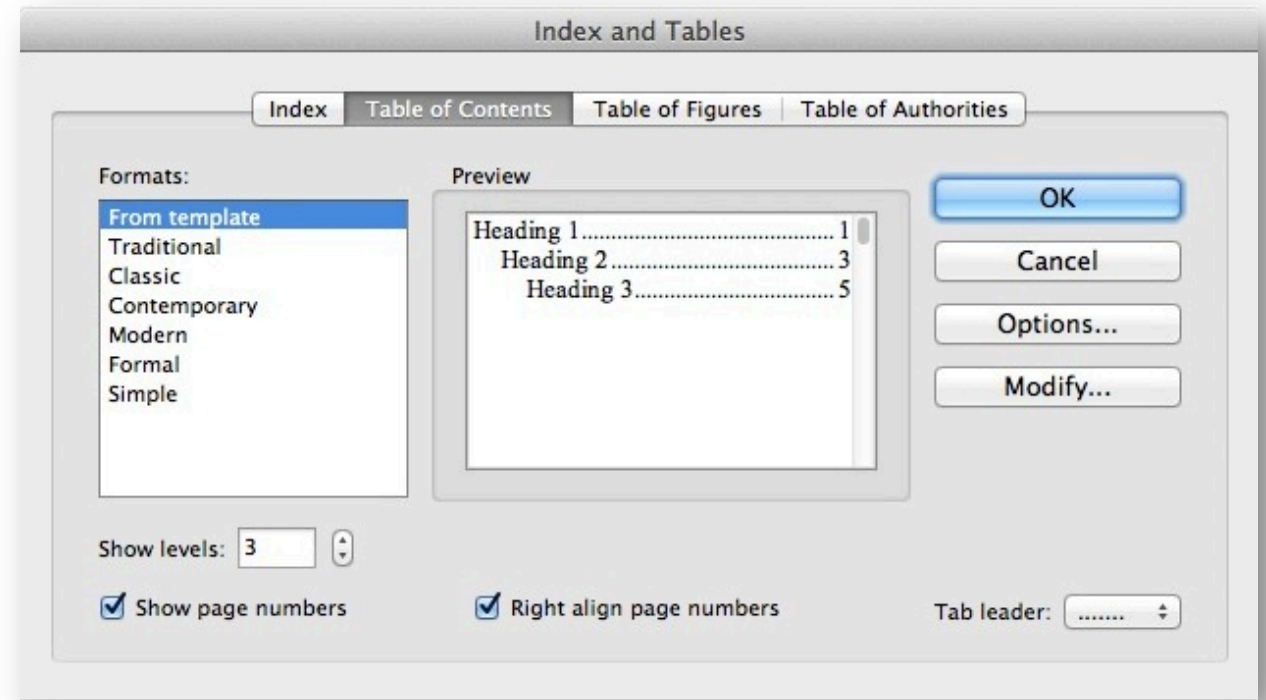 Index and Tables
Index Table of Contents Table of Figures Table of Authorities
Formats:
From template
Traditional
Classic
Contemporary
Modern
Formal
Simple
Preview
Heading 1........................................... 1
Heading 2...................................... 3
Heading 3.................................. 5
OK
Cancel
Options...
Modify...
Show levels: 3
Show page numbers
Right align page numbers
Tab leader: .......